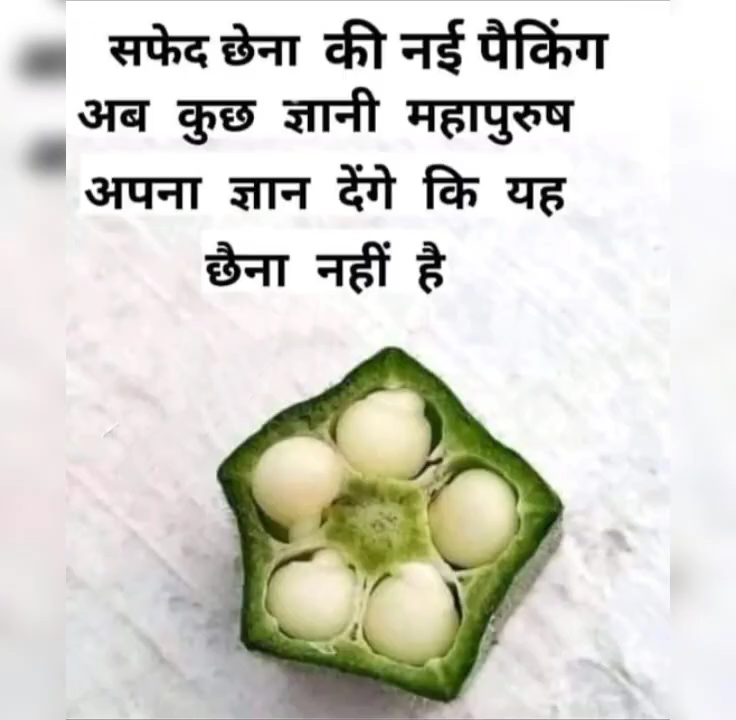 सफेद छेना की नई पैकिंग
अब कुछ ज्ञानी महापुरुष
अपना ज्ञान देंगे कि यह
छैना नहीं है